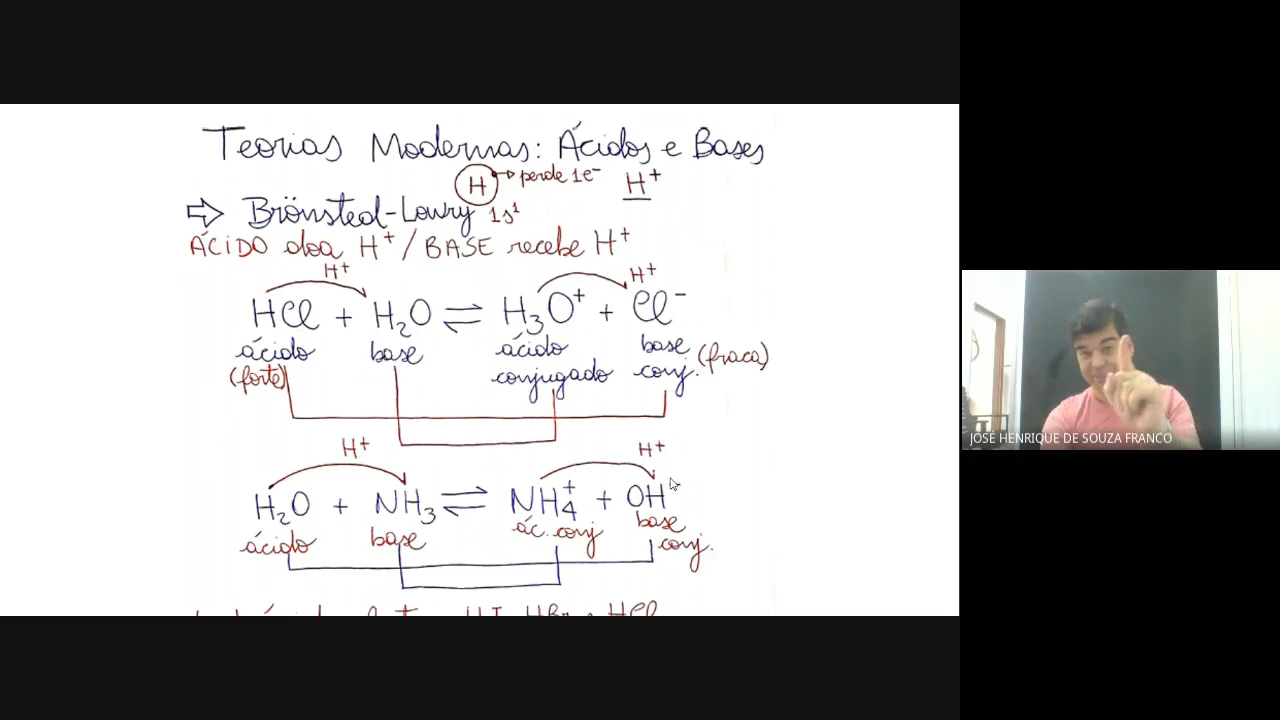 Teorias Modernas: Ácidos e Bases
H → perde 1e⁻ H⁺
⇨ Brönsted-Lowry 1s¹
ÁCIDO doa H⁺ / BASE recebe H⁺
H⁺ H⁺
HCl + H₂O ⇌ H₃O⁺ + Cl⁻
ácido base ácido base
(forte) conjugado conj. (fraca)
H⁺ H⁺
H₂O + NH₃ ⇌ NH₄⁺ + OH
ácido base ác. conj base
conj.
JOSÉ HENRIQUE DE SOUZA FRANCO